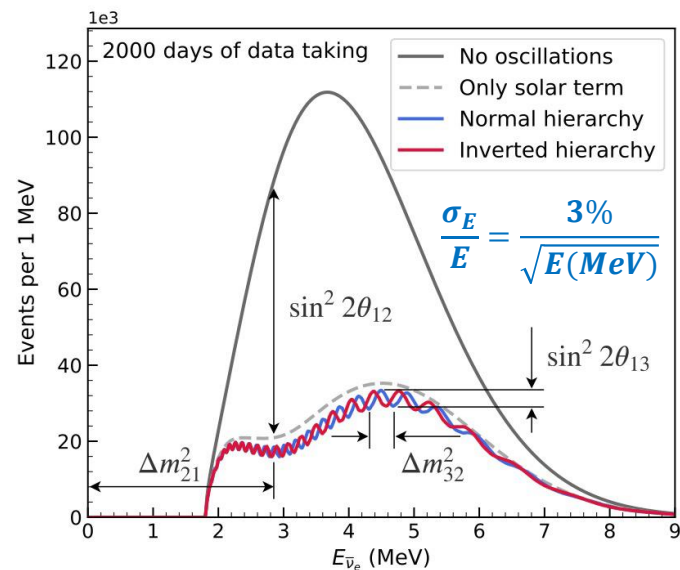 1e3
2000 days of data taking
No oscillations
Only solar term
Normal hierarchy
Inverted hierarchy
σ_E/E = 3%/√E(MeV)
sin² 2θ₁₂
sin² 2θ₁₃
Δm²₂₁
Δm²₃₂
120
100
80
60
40
20
0
Events per 1 MeV
0 1 2 3 4 5 6 7 8 9
E_ν̄ₑ (MeV)